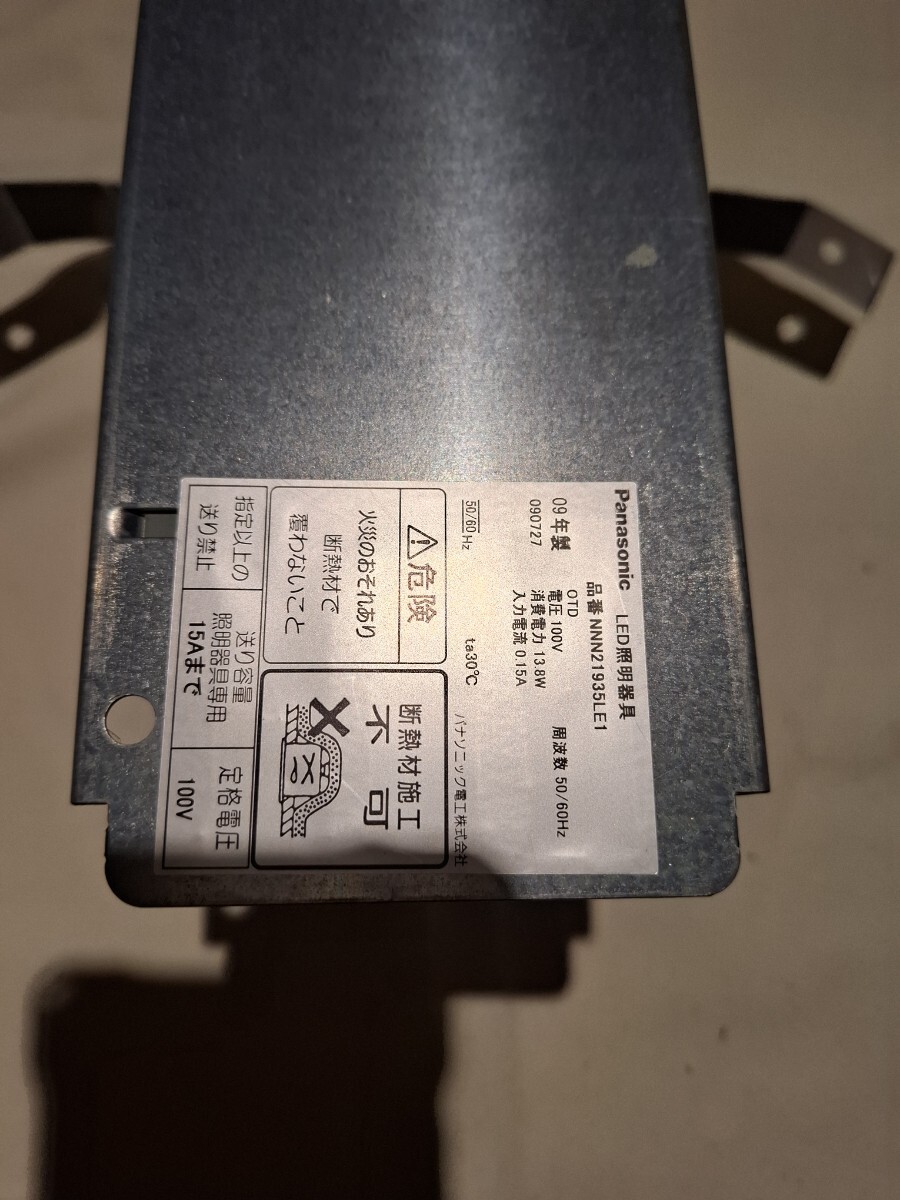 Panasonic LED照明器具
品番 NNN21935LE1
OTD
電圧 100V 周波数 50/60Hz
消費電力 13.8W
入力電流 0.15A
09年製
090727
50/60Hz ta30℃ パナソニック電工株式会社
⚠危険
火災のおそれあり
断熱材で
覆わないこと
断熱材施工
不可
指定以上の
送り禁止
送り容量
照明器具専用
15Aまで
定格電圧
100V